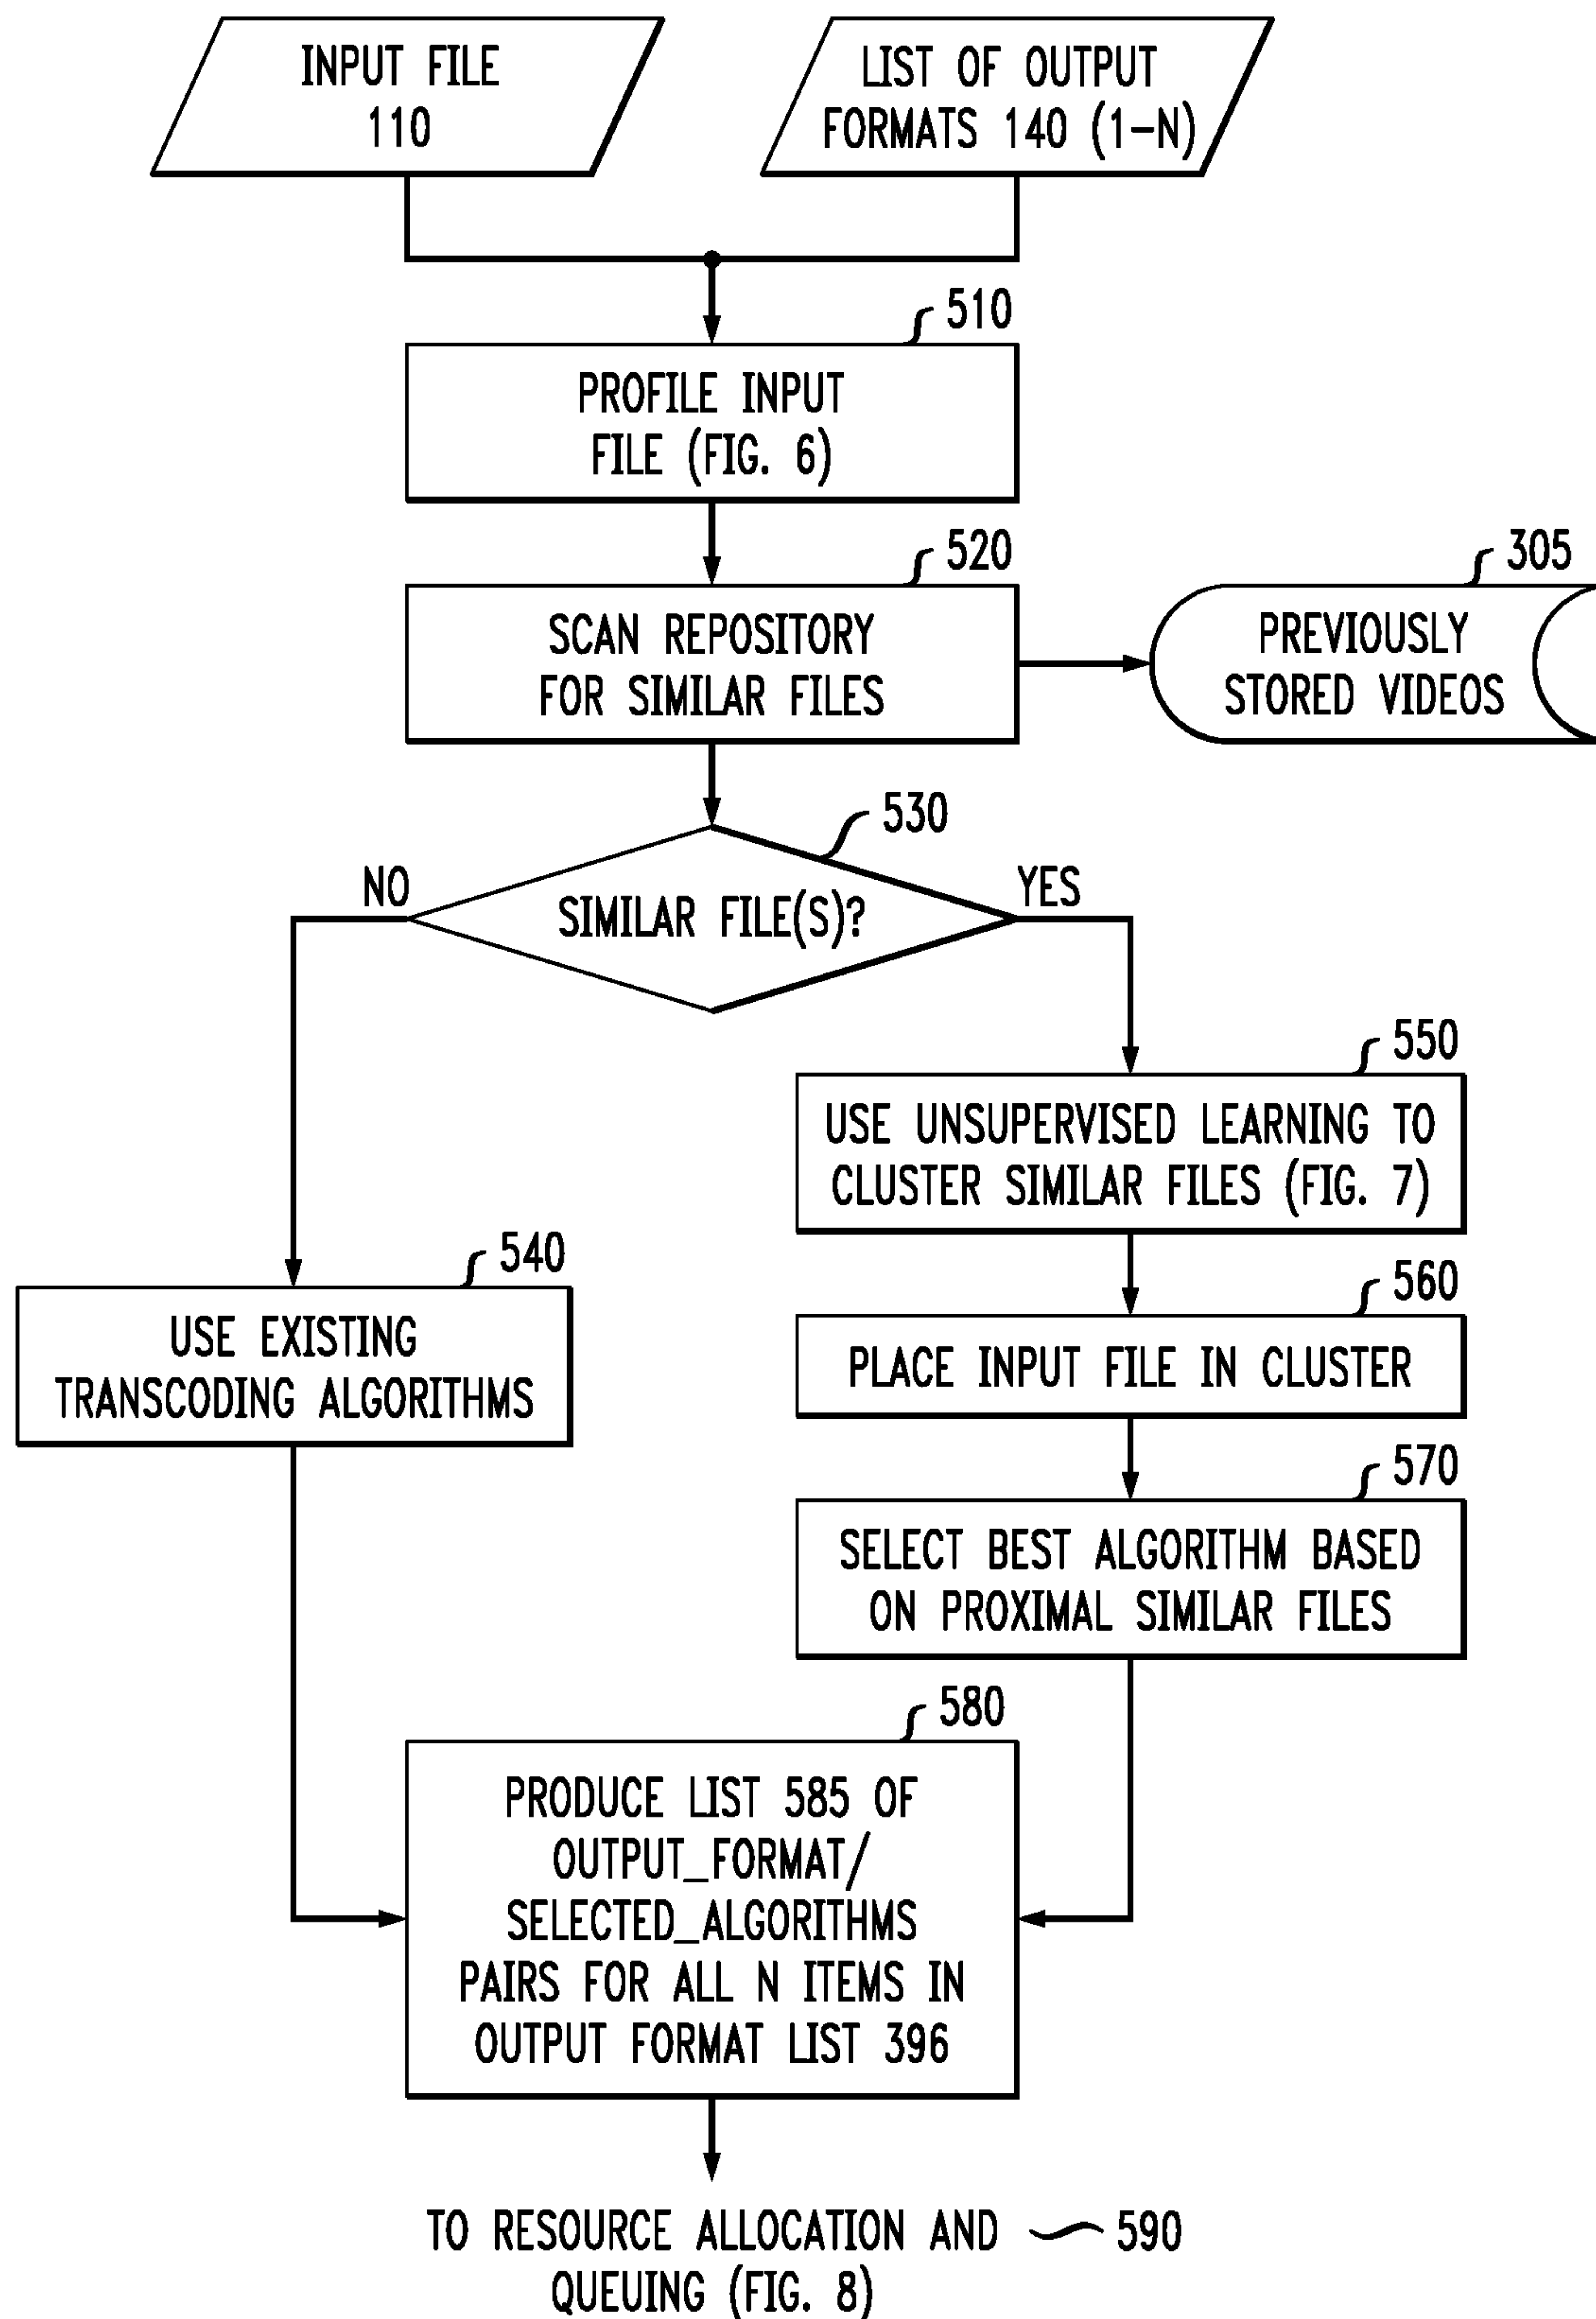 INPUT FILE
110
LIST OF OUTPUT
FORMATS 140 (1-N)
510
PROFILE INPUT
FILE (FIG. 6)
520
SCAN REPOSITORY
FOR SIMILAR FILES
305
PREVIOUSLY
STORED VIDEOS
530
NO
SIMILAR FILE(S)?
YES
550
USE UNSUPERVISED LEARNING TO
CLUSTER SIMILAR FILES (FIG. 7)
540
USE EXISTING
TRANSCODING ALGORITHMS
560
PLACE INPUT FILE IN CLUSTER
570
SELECT BEST ALGORITHM BASED
ON PROXIMAL SIMILAR FILES
580
PRODUCE LIST 585 OF
OUTPUT_FORMAT/
SELECTED_ALGORITHMS
PAIRS FOR ALL N ITEMS IN
OUTPUT FORMAT LIST 396
TO RESOURCE ALLOCATION AND
QUEUING (FIG. 8)
590